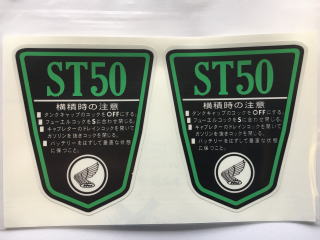 ST50
横積時の注意
■タンクキャップのコックをOFFにする。
■フューエルコックをSに合わせ閉じる。
■キャブレターのドレインコックを開いて
ガソリンを抜きコックを閉じる。
■バッテリーをはずして垂直な状態
に保つこと。
ST50
横積時の注意
■タンクキャップのコックをOFFにする。
■フューエルコックをSに合わせ閉じる。
■キャブレターのドレインコックを開いて
ガソリンを抜きコックを閉じる。
■バッテリーをはずして垂直な状態
に保つこと。